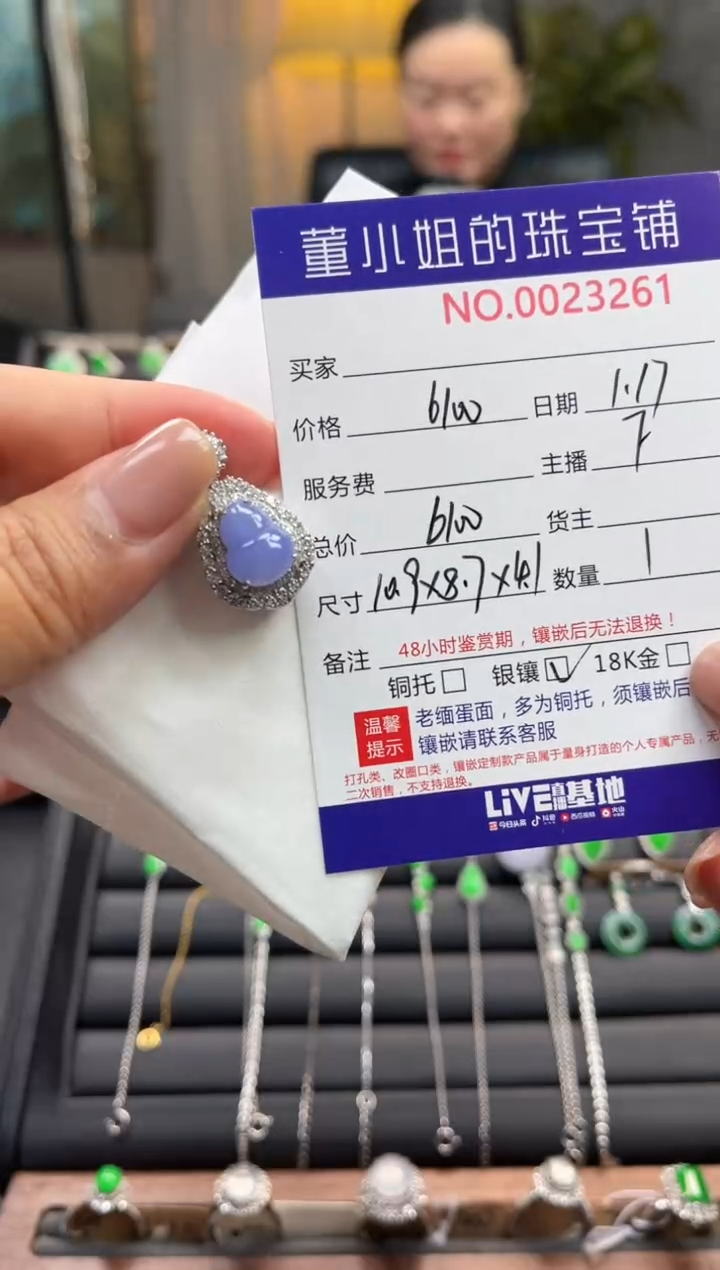 董小姐的珠宝铺
NO.0023261
买家
价格 6100 日期 1.17
服务费 主播 7
总价 6100 货主
尺寸 10.9×8.7×4.1 数量 1
备注 48小时鉴赏期，镶嵌后无法退换！
铜托 银镶 18K金
温馨提示 老缅蛋面，多为铜托，须镶嵌后
镶嵌请联系客服
打孔类、改圈口类，镶嵌定制款产品属于量身打造的个人专属产品，无
二次销售，不支持退换。
LIVE直播基地
今日头条 抖音 西瓜视频 火山